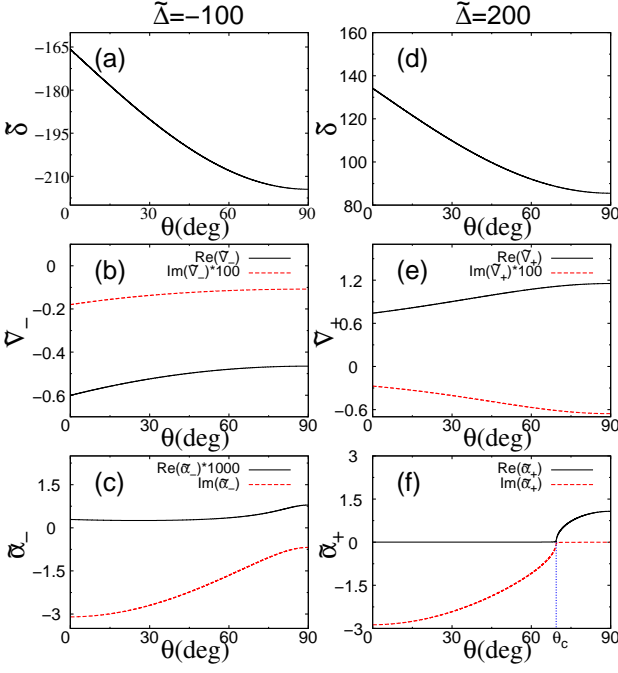 Δ̃=−100
Δ̃=200
(a)
−165
−180
−195
−210
δ̃
0 30 60 90
θ(deg)
(d)
160
140
120
100
80
δ̃
0 30 60 90
θ(deg)
(b)
Re(ṽ₋)
Im(ṽ₋)*100
0
−0.2
−0.4
−0.6
ṽ₋
0 30 60 90
θ(deg)
(e)
Re(ṽ₊)
Im(ṽ₊)*100
1.2
0.6
0
−0.6
ṽ₊
0 30 60 90
θ(deg)
(c)
Re(α̃₋)*1000
Im(α̃₋)
1.5
0
−1.5
−3
α̃₋
0 30 60 90
θ(deg)
(f)
Re(α̃₊)
Im(α̃₊)
3
1.5
0
−1.5
−3
α̃₊
0 30 60 θc 90
θ(deg)